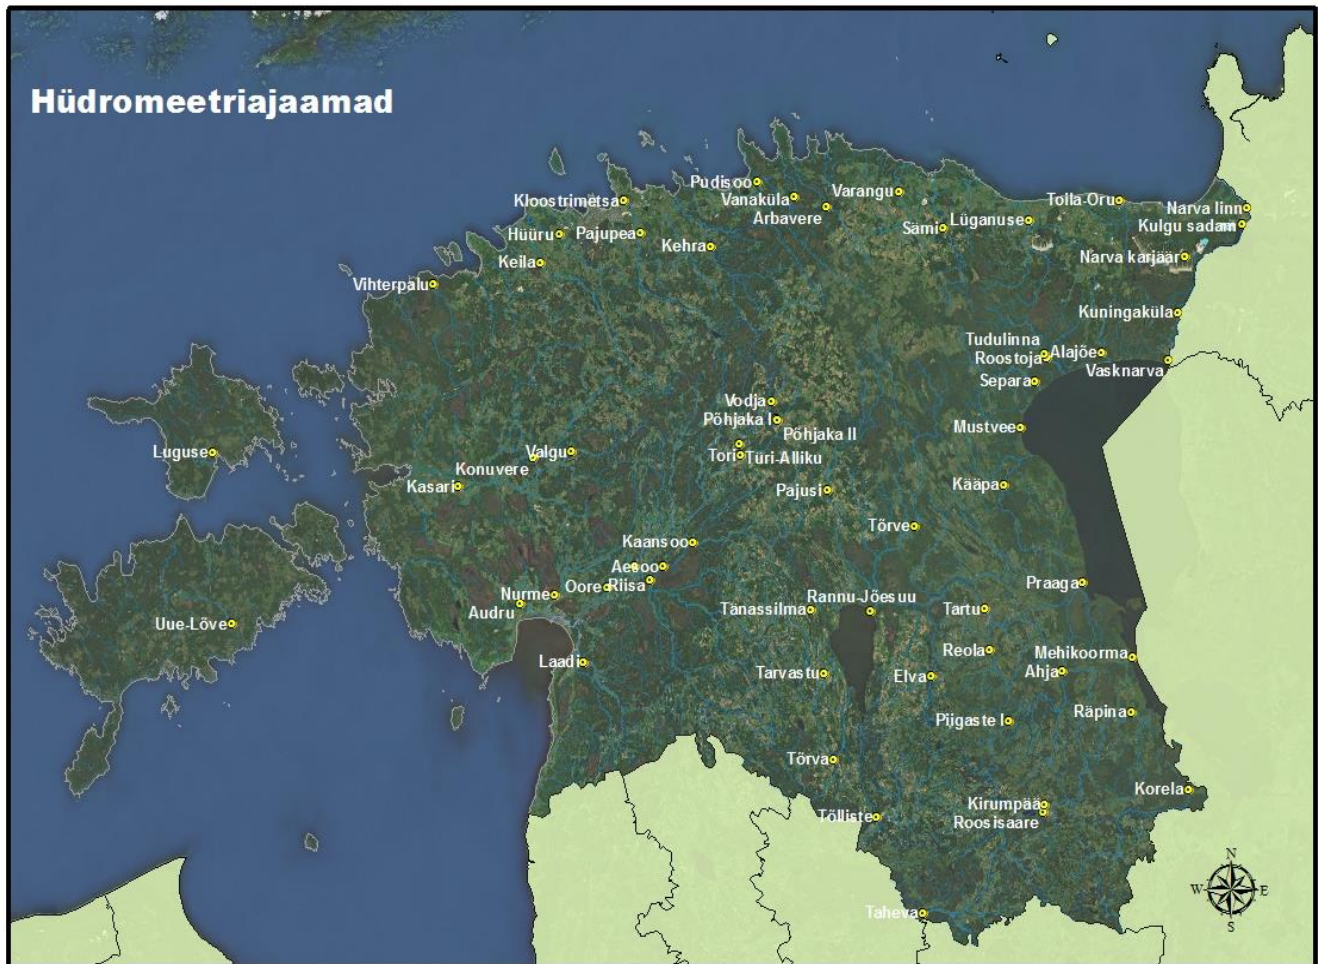 Hüdromeetriajaamad
Pudisoo
Kloostrimetsa
Vanaküla
Arbavere
Varangu
Toila-Oru
Narva linn
Kulgu sadam
Hüüru
Pajupea
Kehra
Sämi
Lüganuse
Narva karjäär
Keila
Vihterpalu
Kuningaküla
Tudulinna
Roostoja
Alajõe
Vasknarva
Separa
Vodja
Põhjaka I
Põhjaka II
Mustvee
Luguse
Konuvere
Valgu
Tori
Türi-Alliku
Kasari
Pajusi
Kääpa
Tõrve
Kaansoo
Aesoo
Riisa
Oore
Nurme
Audru
Praaga
Tänassilma
Rannu-Jõesuu
Tartu
Uue-Lõve
Laadi
Reola
Mehikoorma
Ahja
Tarvastu
Elva
Piigaste I
Räpina
Tõrva
Korela
Kirumpää
Roosisaare
Tõlliste
Taheva
N
W
E
S